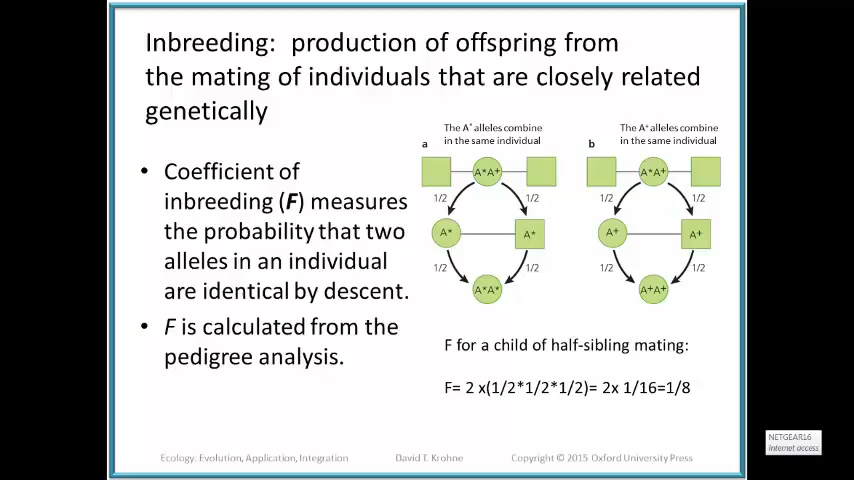 Inbreeding: production of offspring from
the mating of individuals that are closely related
genetically
• Coefficient of
inbreeding (F) measures
the probability that two
alleles in an individual
are identical by descent.
• F is calculated from the
pedigree analysis.
The A* alleles combine
in the same individual
a
A*A+
1/2 1/2
A* A*
1/2 1/2
A*A*
The A+ alleles combine
in the same individual
b
A*A+
1/2 1/2
A+ A+
1/2 1/2
A+A+
F for a child of half-sibling mating:
F= 2 x(1/2*1/2*1/2)= 2x 1/16=1/8
Ecology: Evolution, Application, Integration David T. Krohne Copyright © 2015 Oxford University Press
NETGEAR16
Internet access